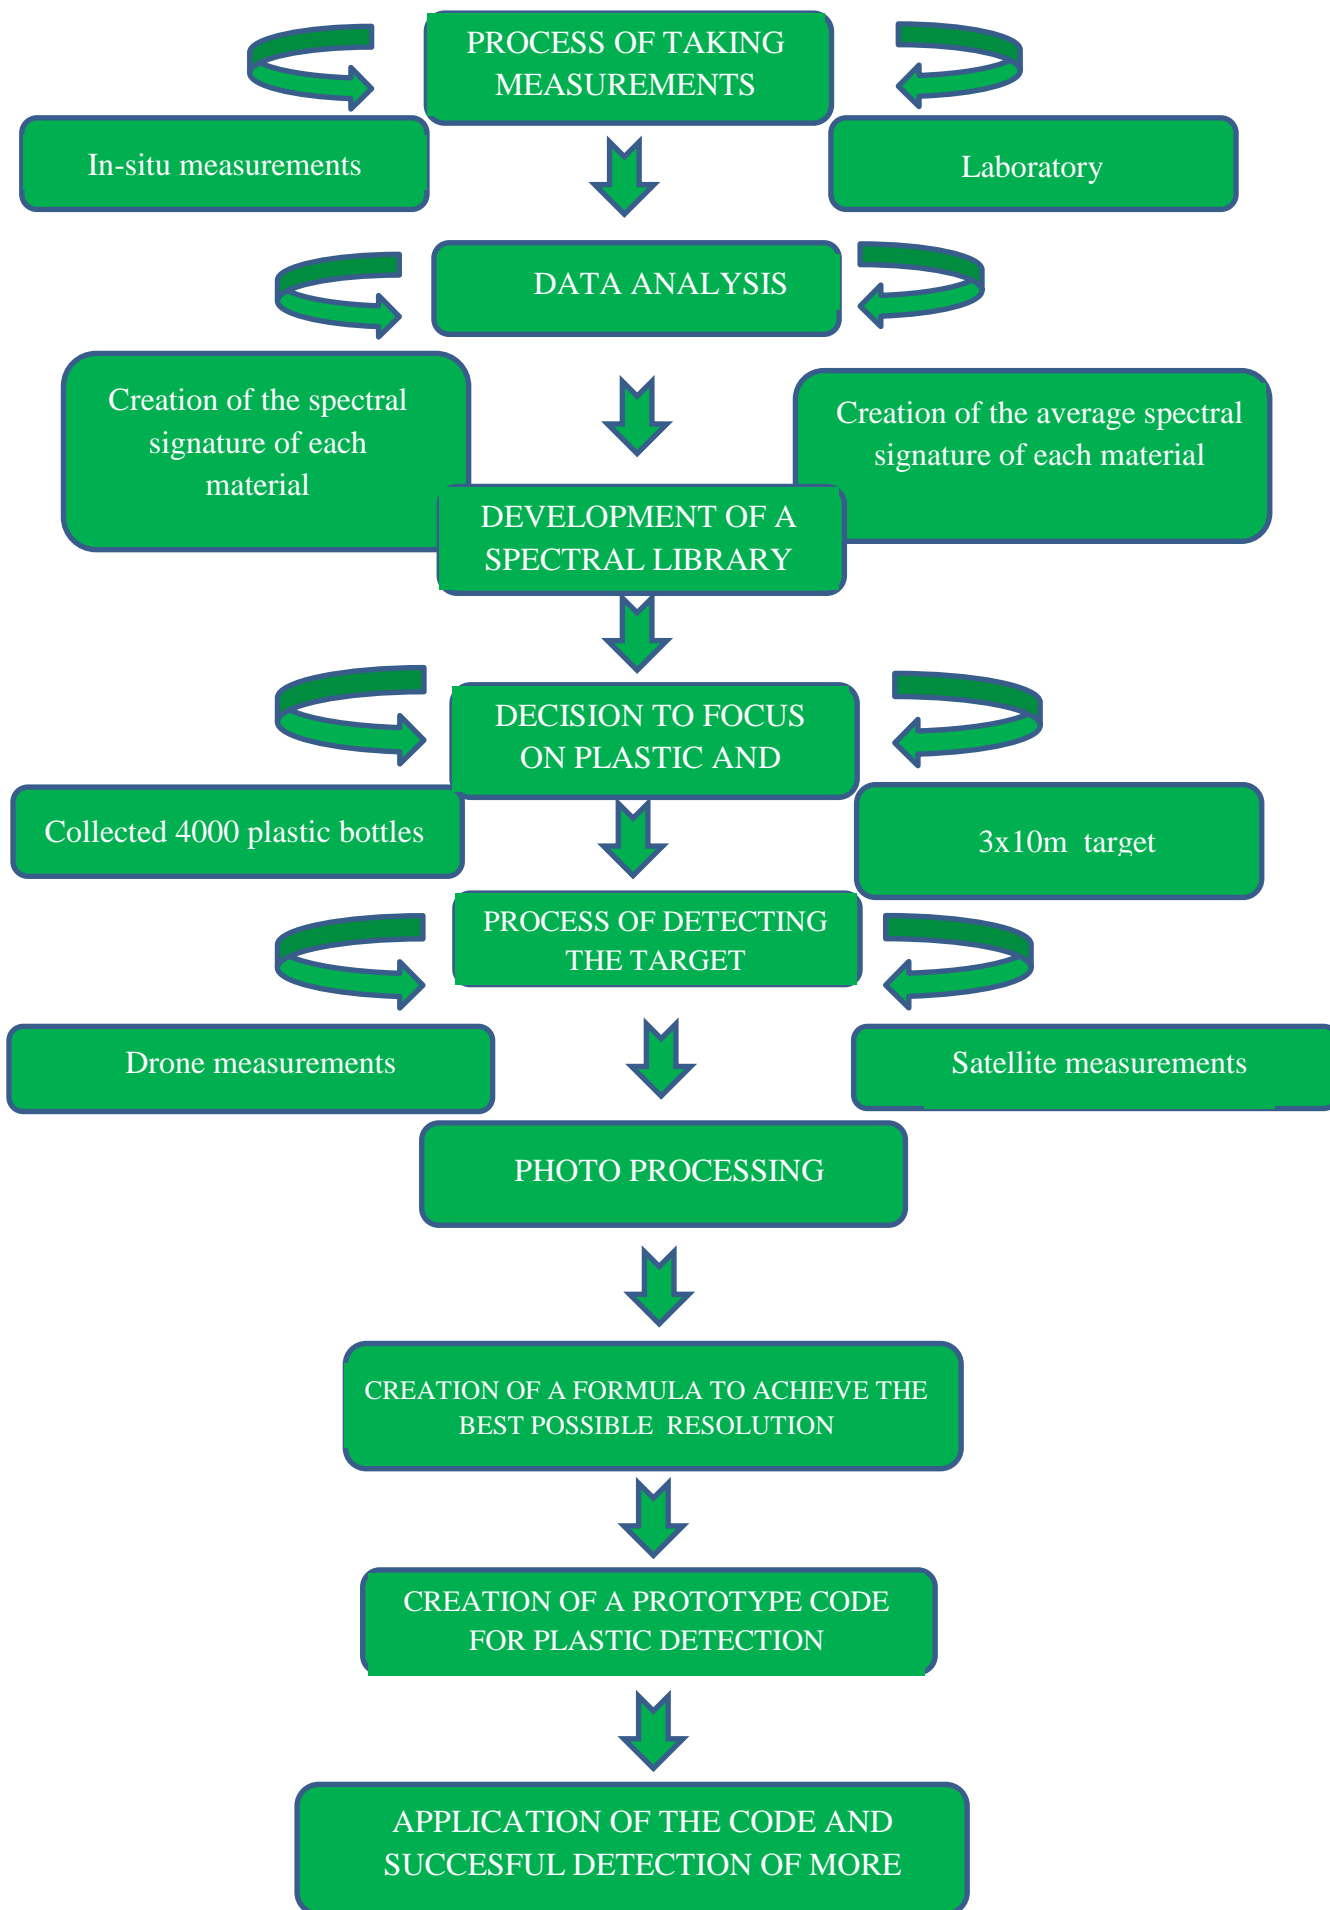 PROCESS OF TAKING
MEASUREMENTS
In-situ measurements
Laboratory
DATA ANALYSIS
Creation of the spectral
signature of each
material
Creation of the average spectral
signature of each material
DEVELOPMENT OF A
SPECTRAL LIBRARY
DECISION TO FOCUS
ON PLASTIC AND
Collected 4000 plastic bottles
3x10m target
PROCESS OF DETECTING
THE TARGET
Drone measurements
Satellite measurements
PHOTO PROCESSING
CREATION OF A FORMULA TO ACHIEVE THE
BEST POSSIBLE RESOLUTION
CREATION OF A PROTOTYPE CODE
FOR PLASTIC DETECTION
APPLICATION OF THE CODE AND
SUCCESFUL DETECTION OF MORE